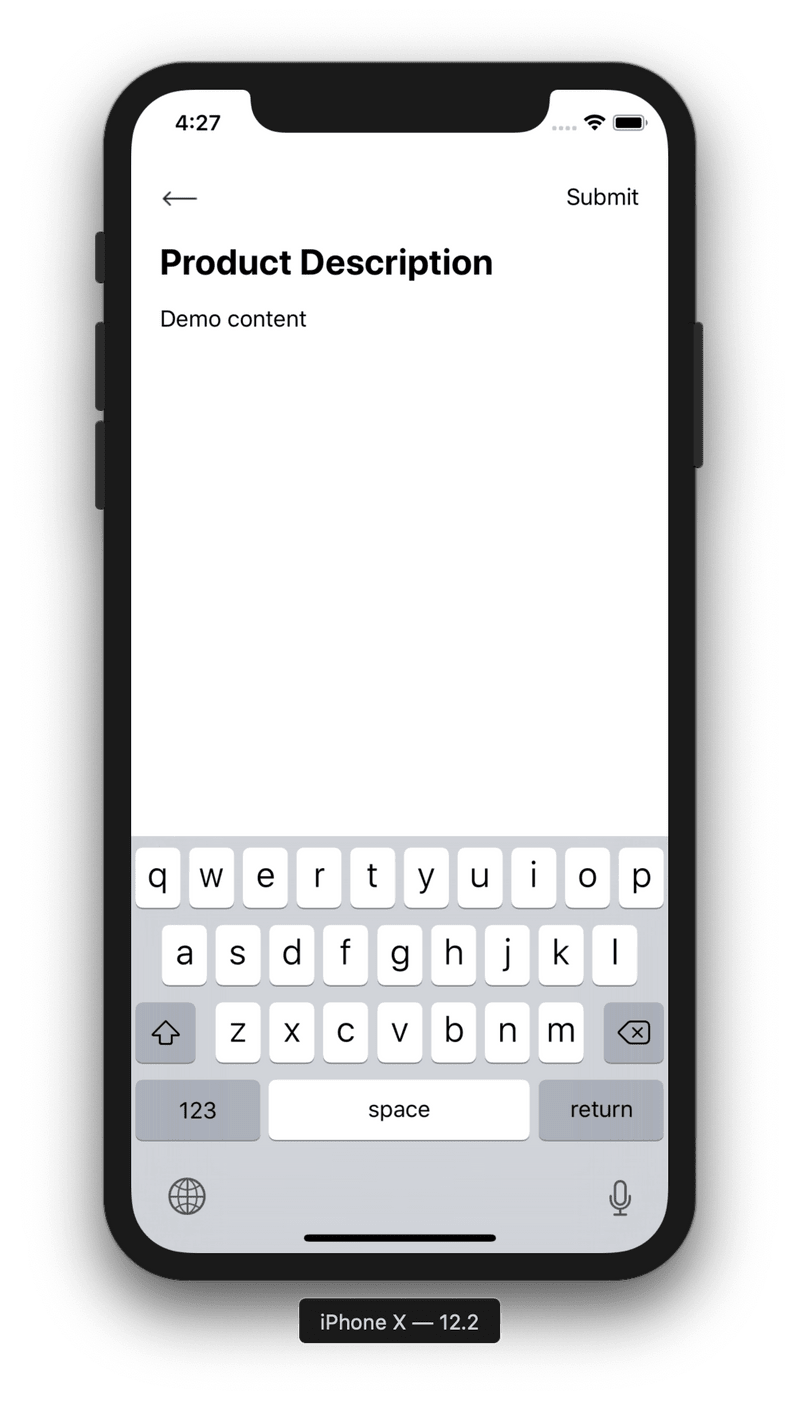 4:27
Submit
Product Description
Demo content
q w e r t y u i o p
a s d f g h j k l
z x c v b n m
123 space return
iPhone X — 12.2